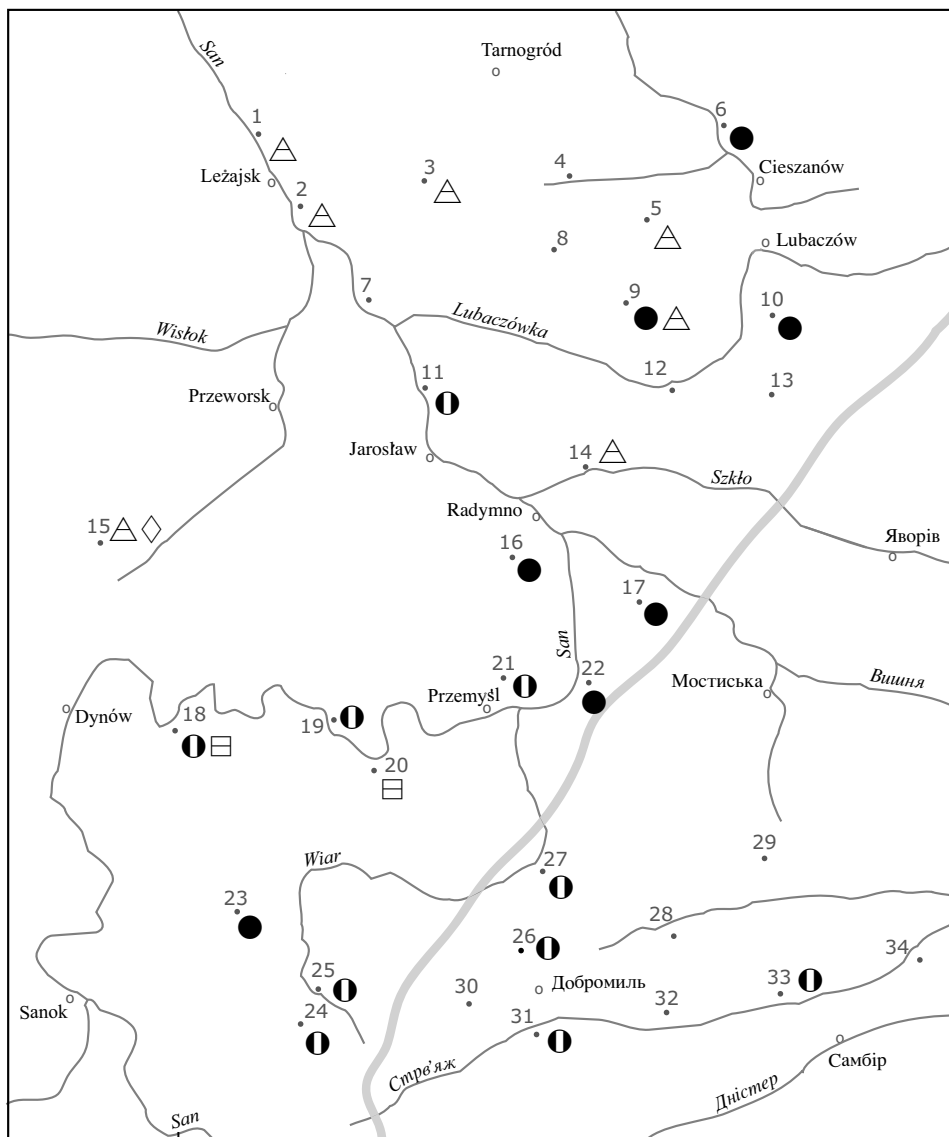 San
Tarnogród
1
6
Leżajsk
3
4
Cieszanów
2
5
8
Lubaczów
7
9
10
Wisłok
Lubaczówka
11
12
13
Przeworsk
Jarosław
14
Szkło
Radymno
15
16
Яворів
17
San
21
22
Мостиська
Вишня
Dynów
18
19
Przemyśl
20
Wiar
27
29
23
28
26
34
25
33
Sanok
30
Добромиль
32
24
31
Самбір
Стрв'яж
Дністер
San